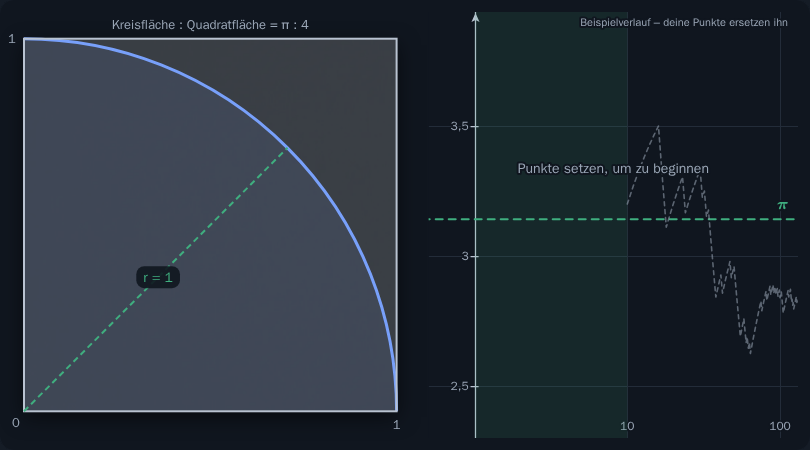 Kreisfläche : Quadratfläche = π : 4
1
r = 1
0
1
Beispielverlauf – deine Punkte ersetzen ihn
3,5
Punkte setzen, um zu beginnen
π
3
2,5
10
100